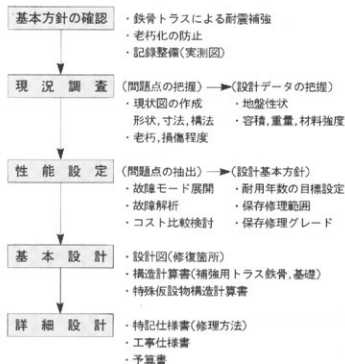 基本方針の確認
・鉄骨トラスによる耐震補強
・老朽化の防止
・記録整備(実測図)
現況調査
(問題点の把握)→(設計データの把握)
・現状図の作成 ・地盤性状
形状,寸法,構法 ・容積,重量,材料強度
・老朽,損傷程度
性能設定
(問題点の抽出)→(設計基本方針)
・故障モード展開 ・耐用年数の目標設定
・故障解析 ・保存修理範囲
・コスト比較検討 ・保存修理グレード
基本設計
・設計図(修復箇所)
・構造計算書(補強用トラス鉄骨,基礎)
・特殊仮設物構造計算書
詳細設計
・特記仕様書(修理方法)
・工事仕様書
・予算書